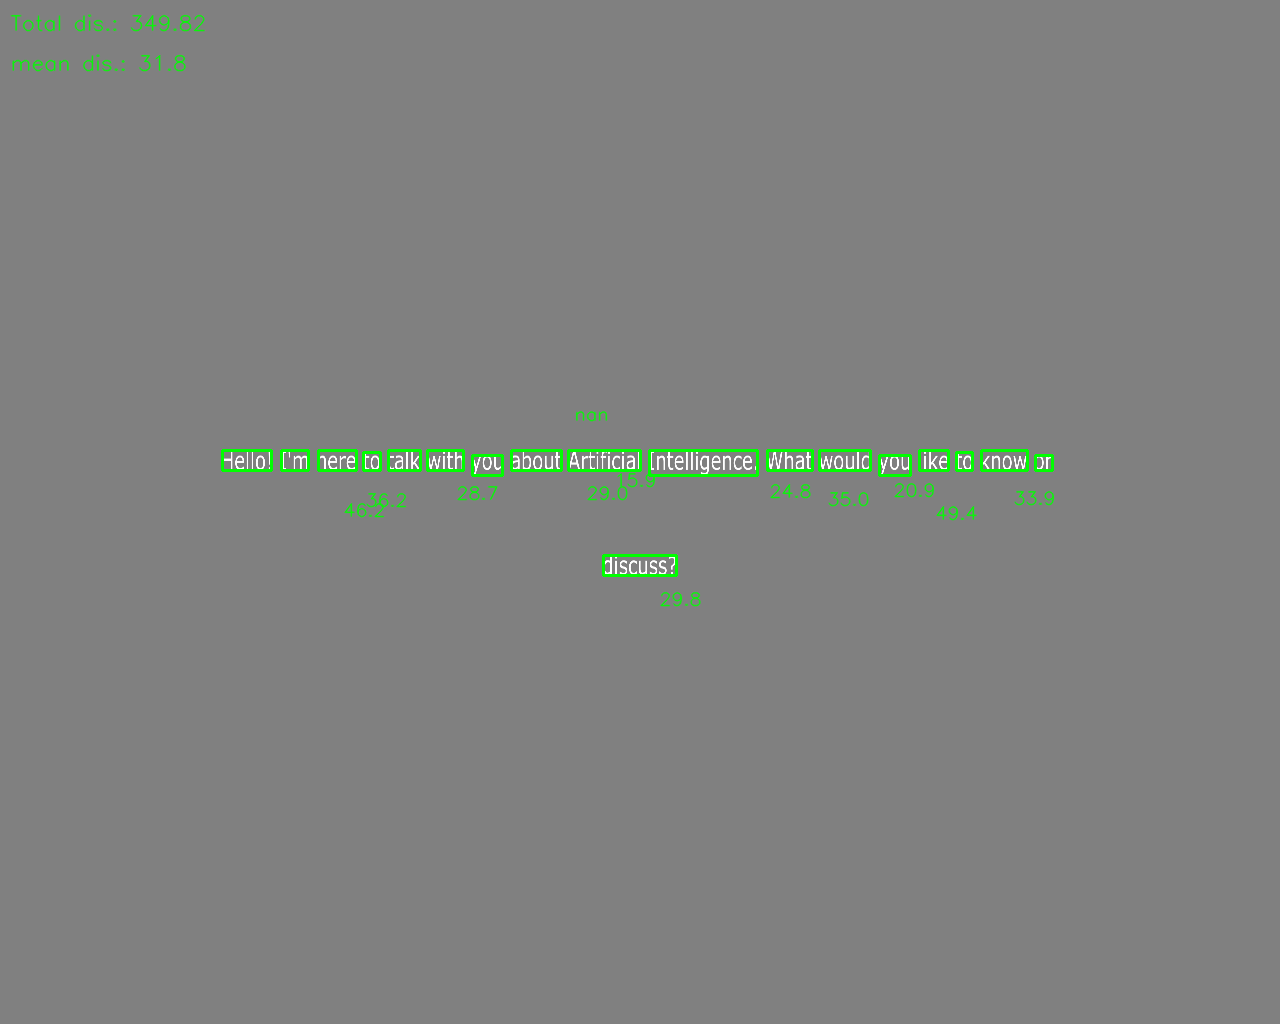 Total dis.: 349.82
mean dis.: 31.8
nan
Hello! I'm here to talk with you about Artificial Intelligence. What would you like to know or
46.2 36.2 28.7 29.0 15.9 24.8 35.0 20.9 49.4 33.9
discuss?
29.8